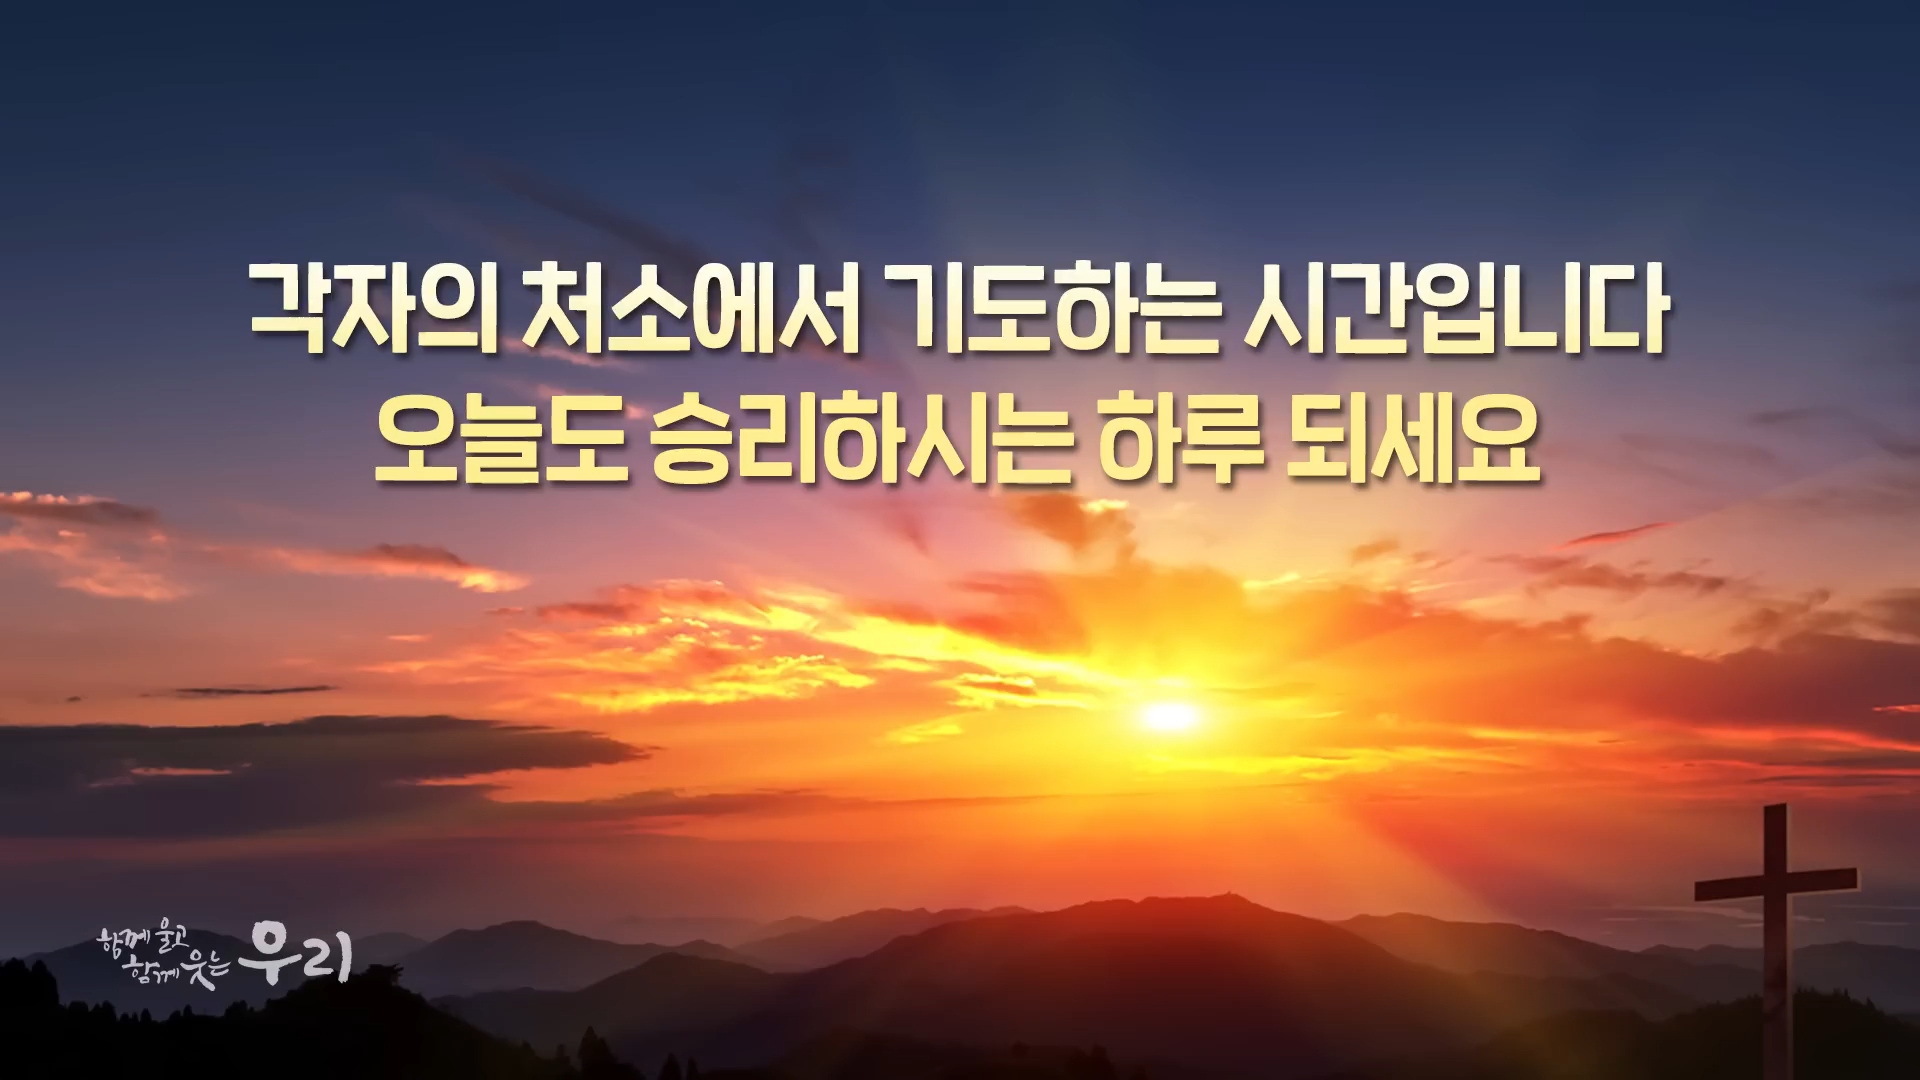 각자의 처소에서 기도하는 시간입니다
오늘도 승리하시는 하루 되세요
함께 울고
함께 웃는 우리